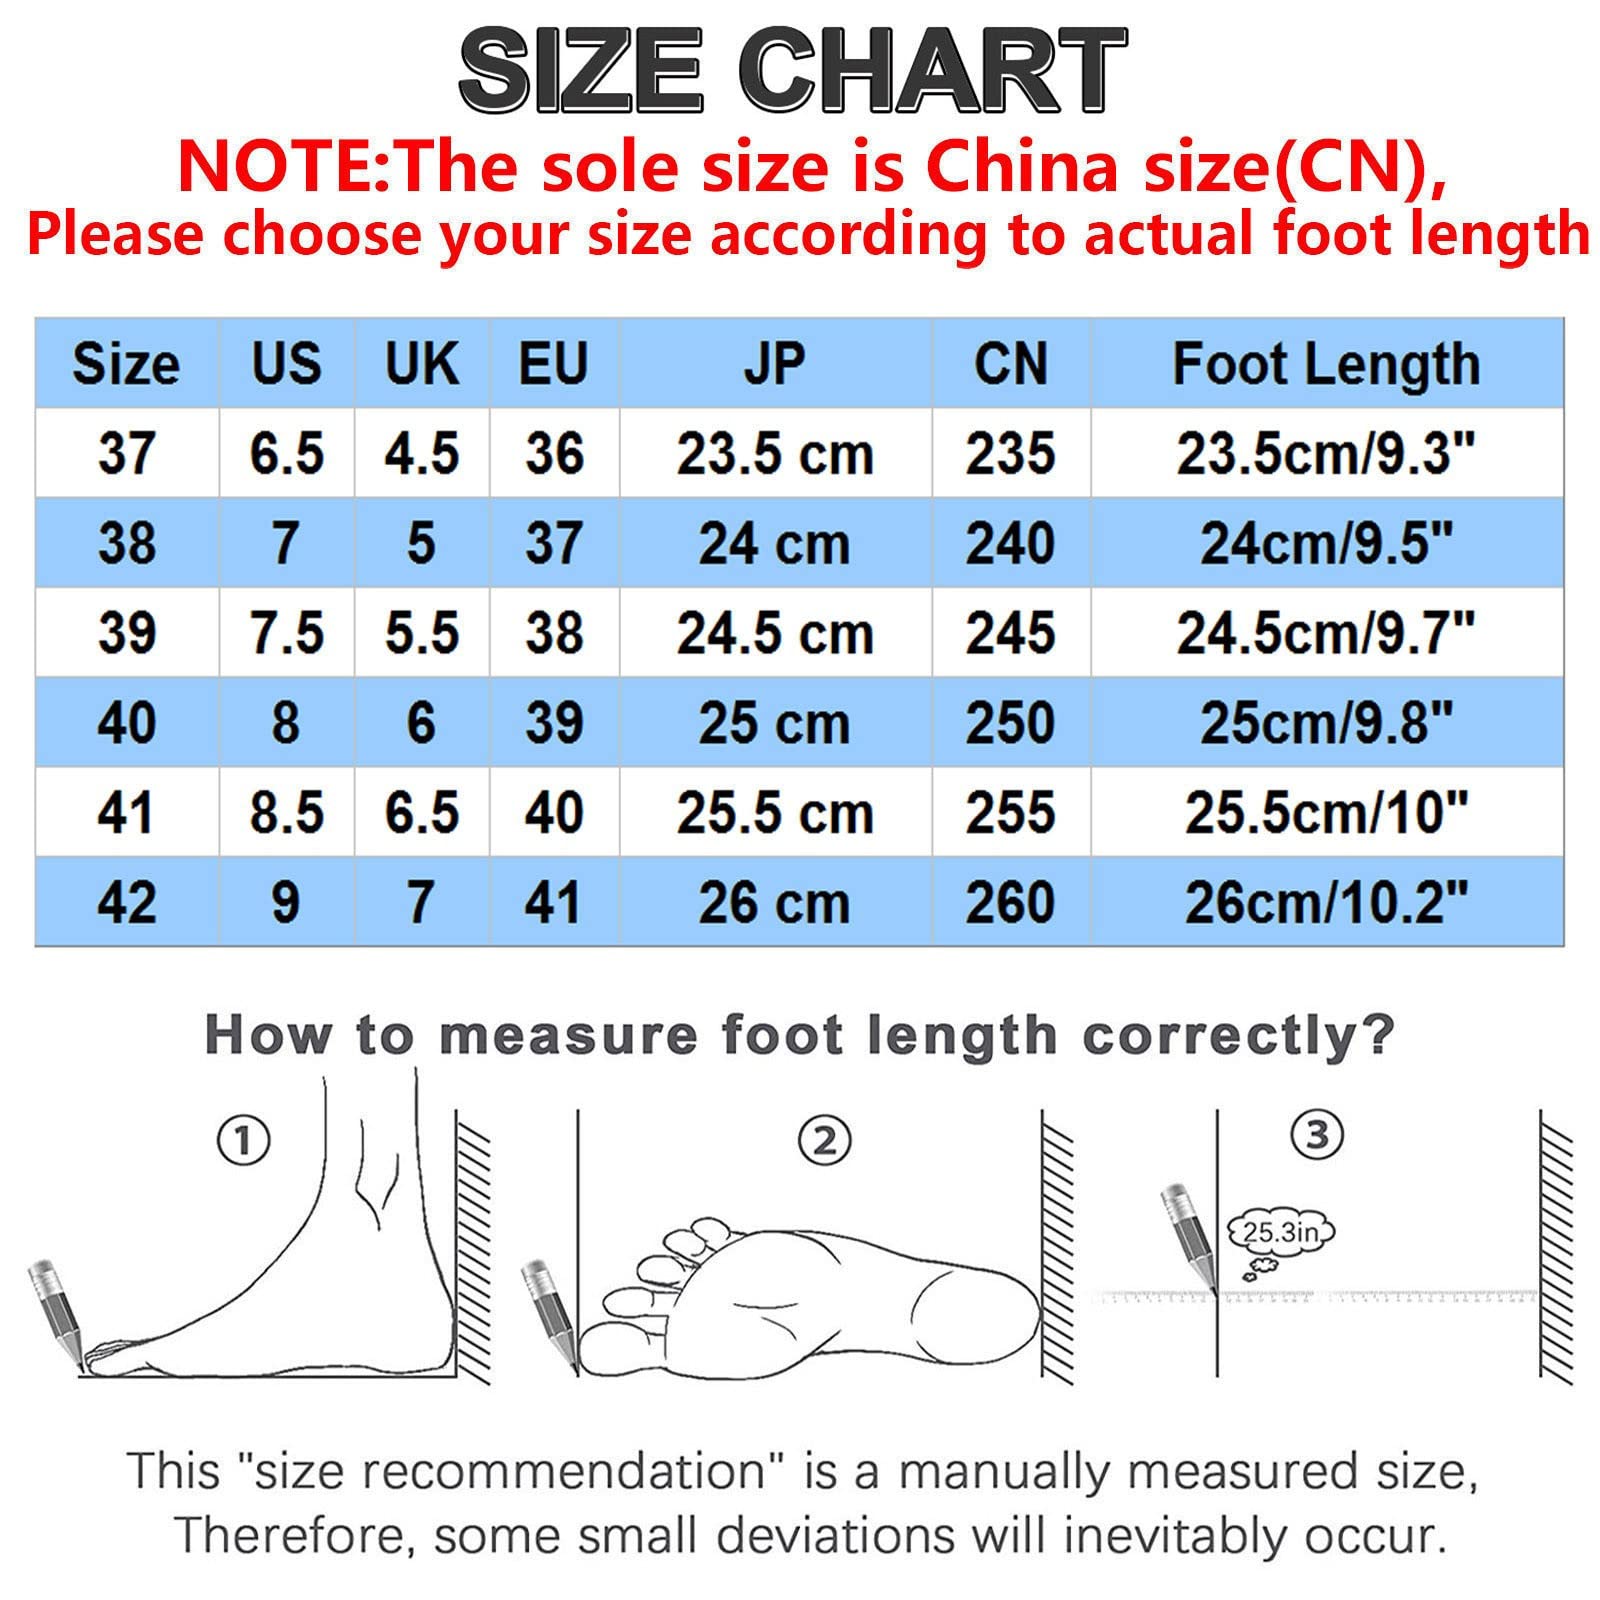 SIZE CHART
NOTE:The sole size is China size(CN),
Please choose your size according to actual foot length
Size US UK EU JP CN Foot Length
37 6.5 4.5 36 23.5 cm 235 23.5cm/9.3"
38 7 5 37 24 cm 240 24cm/9.5"
39 7.5 5.5 38 24.5 cm 245 24.5cm/9.7"
40 8 6 39 25 cm 250 25cm/9.8"
41 8.5 6.5 40 25.5 cm 255 25.5cm/10"
42 9 7 41 26 cm 260 26cm/10.2"
How to measure foot length correctly?
1 2 3
25.3in
This "size recommendation" is a manually measured size,
Therefore, some small deviations will inevitably occur.